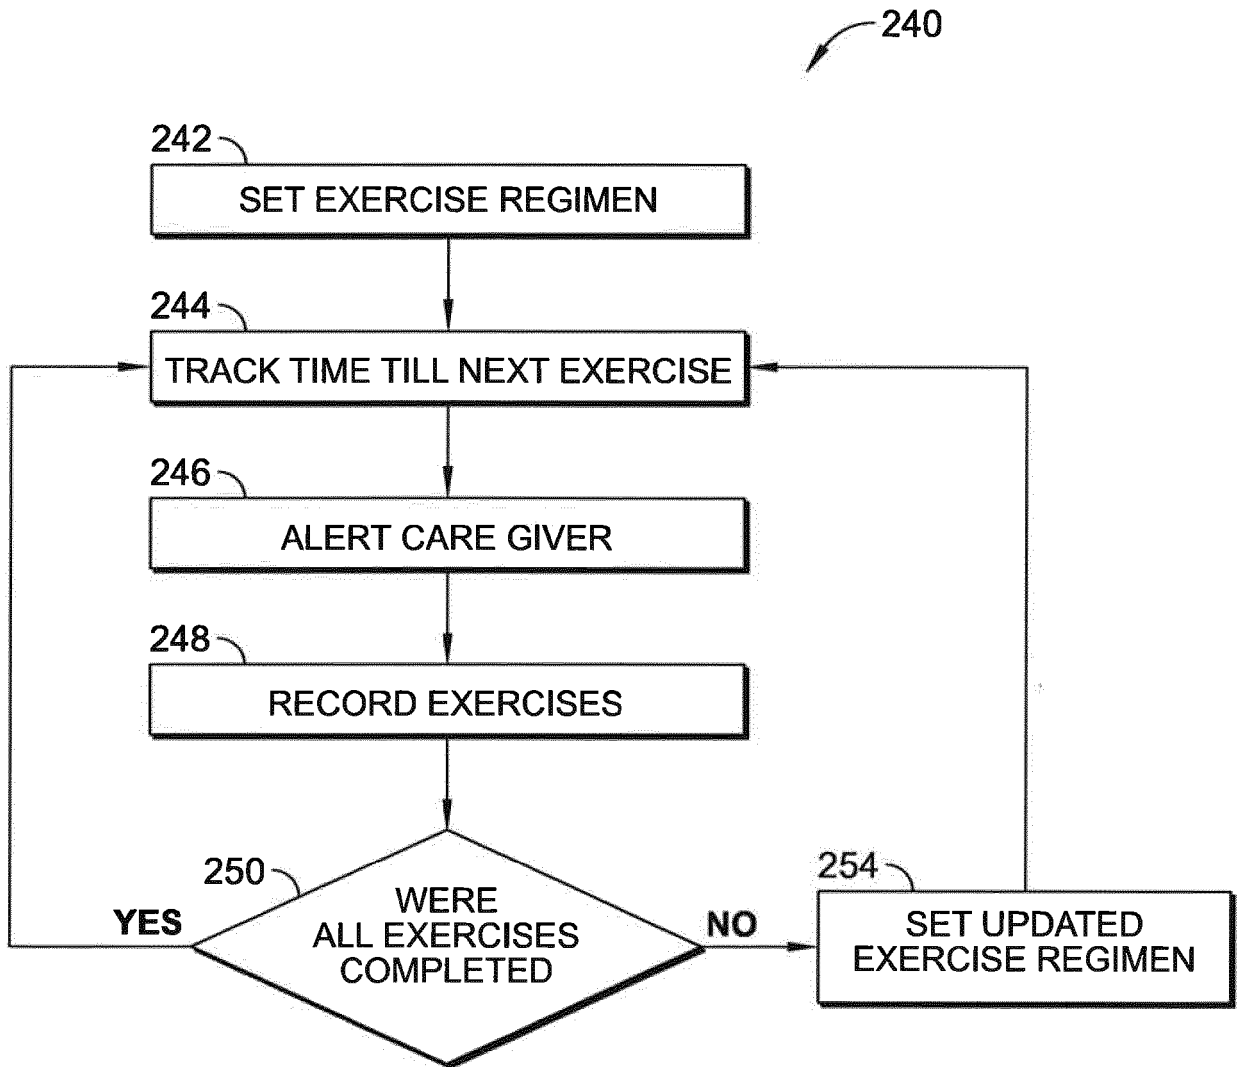 240
242
SET EXERCISE REGIMEN
244
TRACK TIME TILL NEXT EXERCISE
246
ALERT CARE GIVER
248
RECORD EXERCISES
250
WERE
ALL EXERCISES
COMPLETED
YES
NO
254
SET UPDATED
EXERCISE REGIMEN